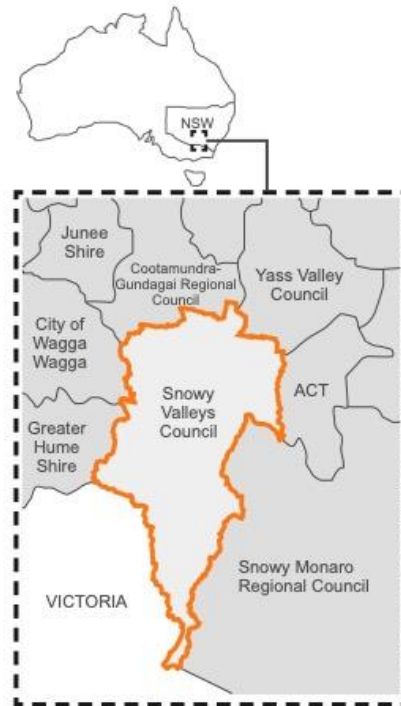 NSW
Junee
Shire
Cootamundra-
Gundagai Regional
Council
Yass Valley
Council
City of
Wagga
Wagga
Snowy
Valleys
Council
ACT
Greater
Hume
Shire
Snowy Monaro
Regional Council
VICTORIA